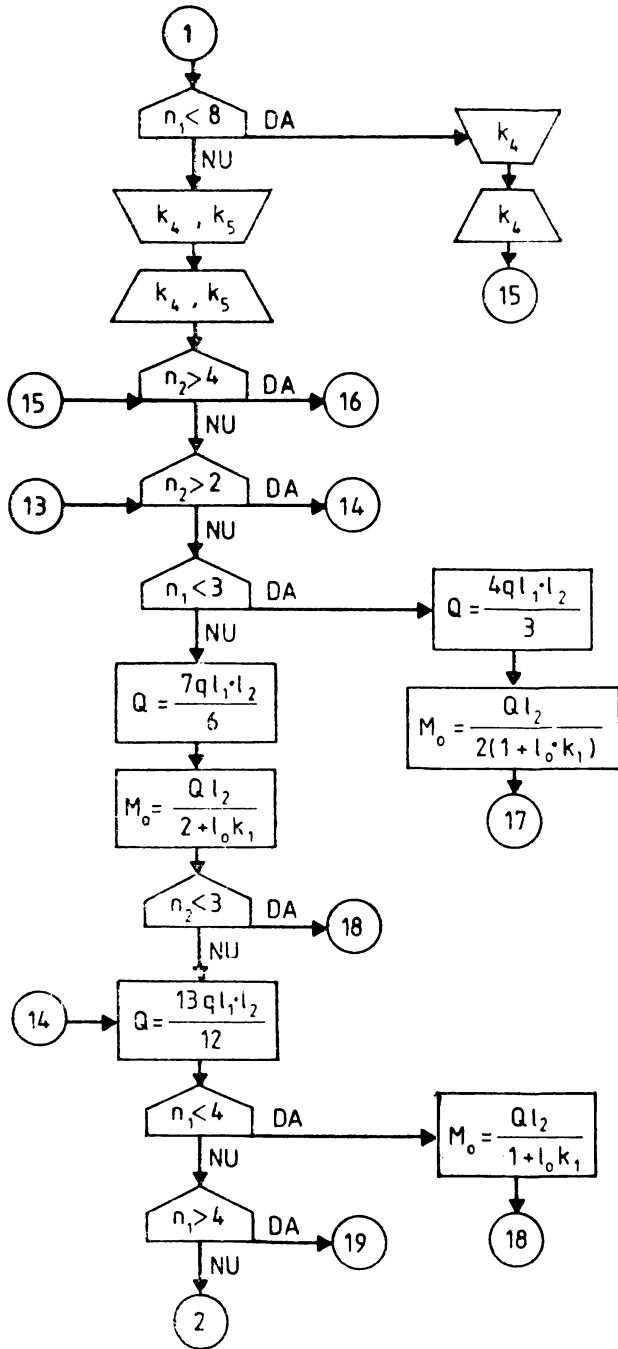 1
n₁ < 8 DA
NU
k₄
k₄ , k₅
k₄
k₄ , k₅
15
n₂ > 4 DA
15
16
NU
n₂ > 2 DA
13
14
NU
n₁ < 3 DA
NU
Q = 4ql₁·l₂ / 3
Q = 7ql₁·l₂ / 6
M₀ = Ql₂ / 2(1 + l₀·k₁)
M₀ = Ql₂ / 2 + l₀k₁
17
n₂ < 3 DA
18
NU
14
Q = 13ql₁·l₂ / 12
n₁ < 4 DA
NU
M₀ = Ql₂ / 1 + l₀k₁
n₁ > 4 DA
19
18
NU
2